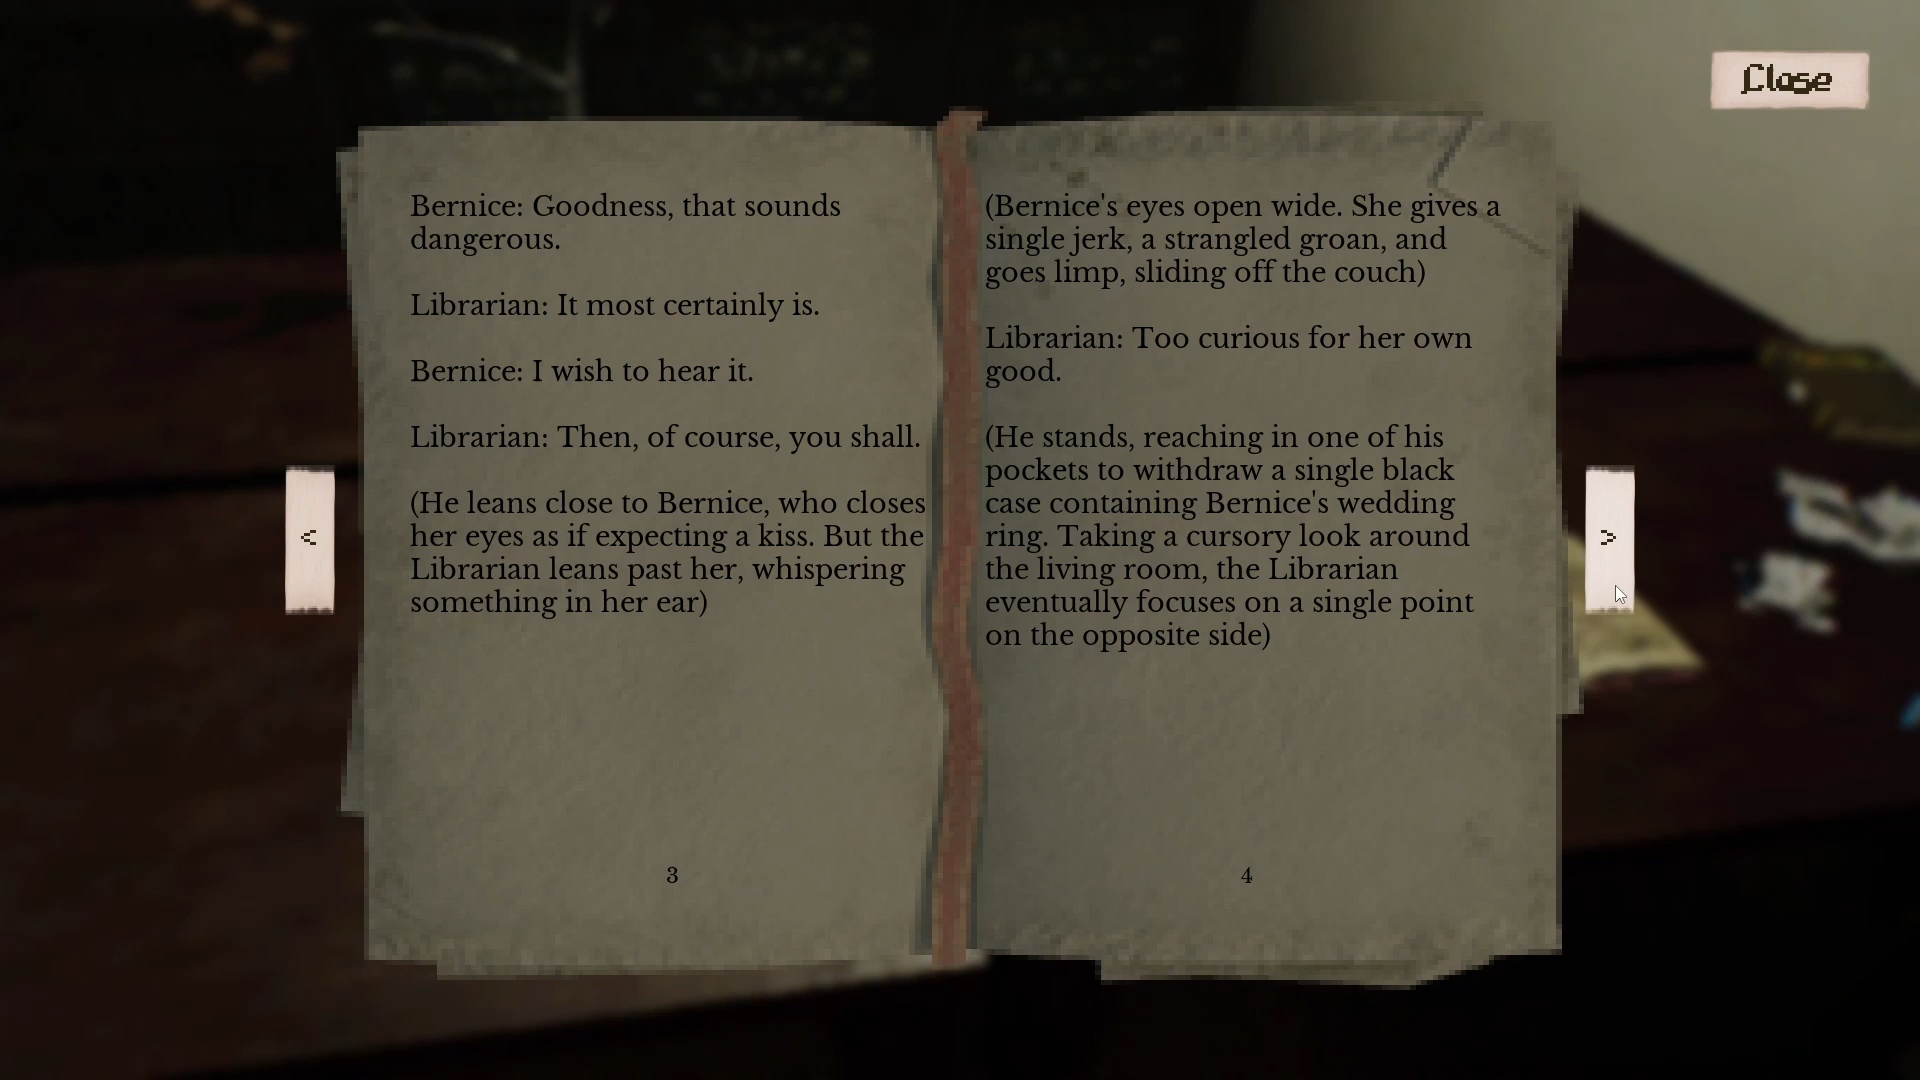 Close
Bernice: Goodness, that sounds
dangerous.
Librarian: It most certainly is.
Bernice: I wish to hear it.
Librarian: Then, of course, you shall.
(He leans close to Bernice, who closes
her eyes as if expecting a kiss. But the
Librarian leans past her, whispering
something in her ear)
3
(Bernice's eyes open wide. She gives a
single jerk, a strangled groan, and
goes limp, sliding off the couch)
Librarian: Too curious for her own
good.
(He stands, reaching in one of his
pockets to withdraw a single black
case containing Bernice's wedding
ring. Taking a cursory look around
the living room, the Librarian
eventually focuses on a single point
on the opposite side)
4
<
>